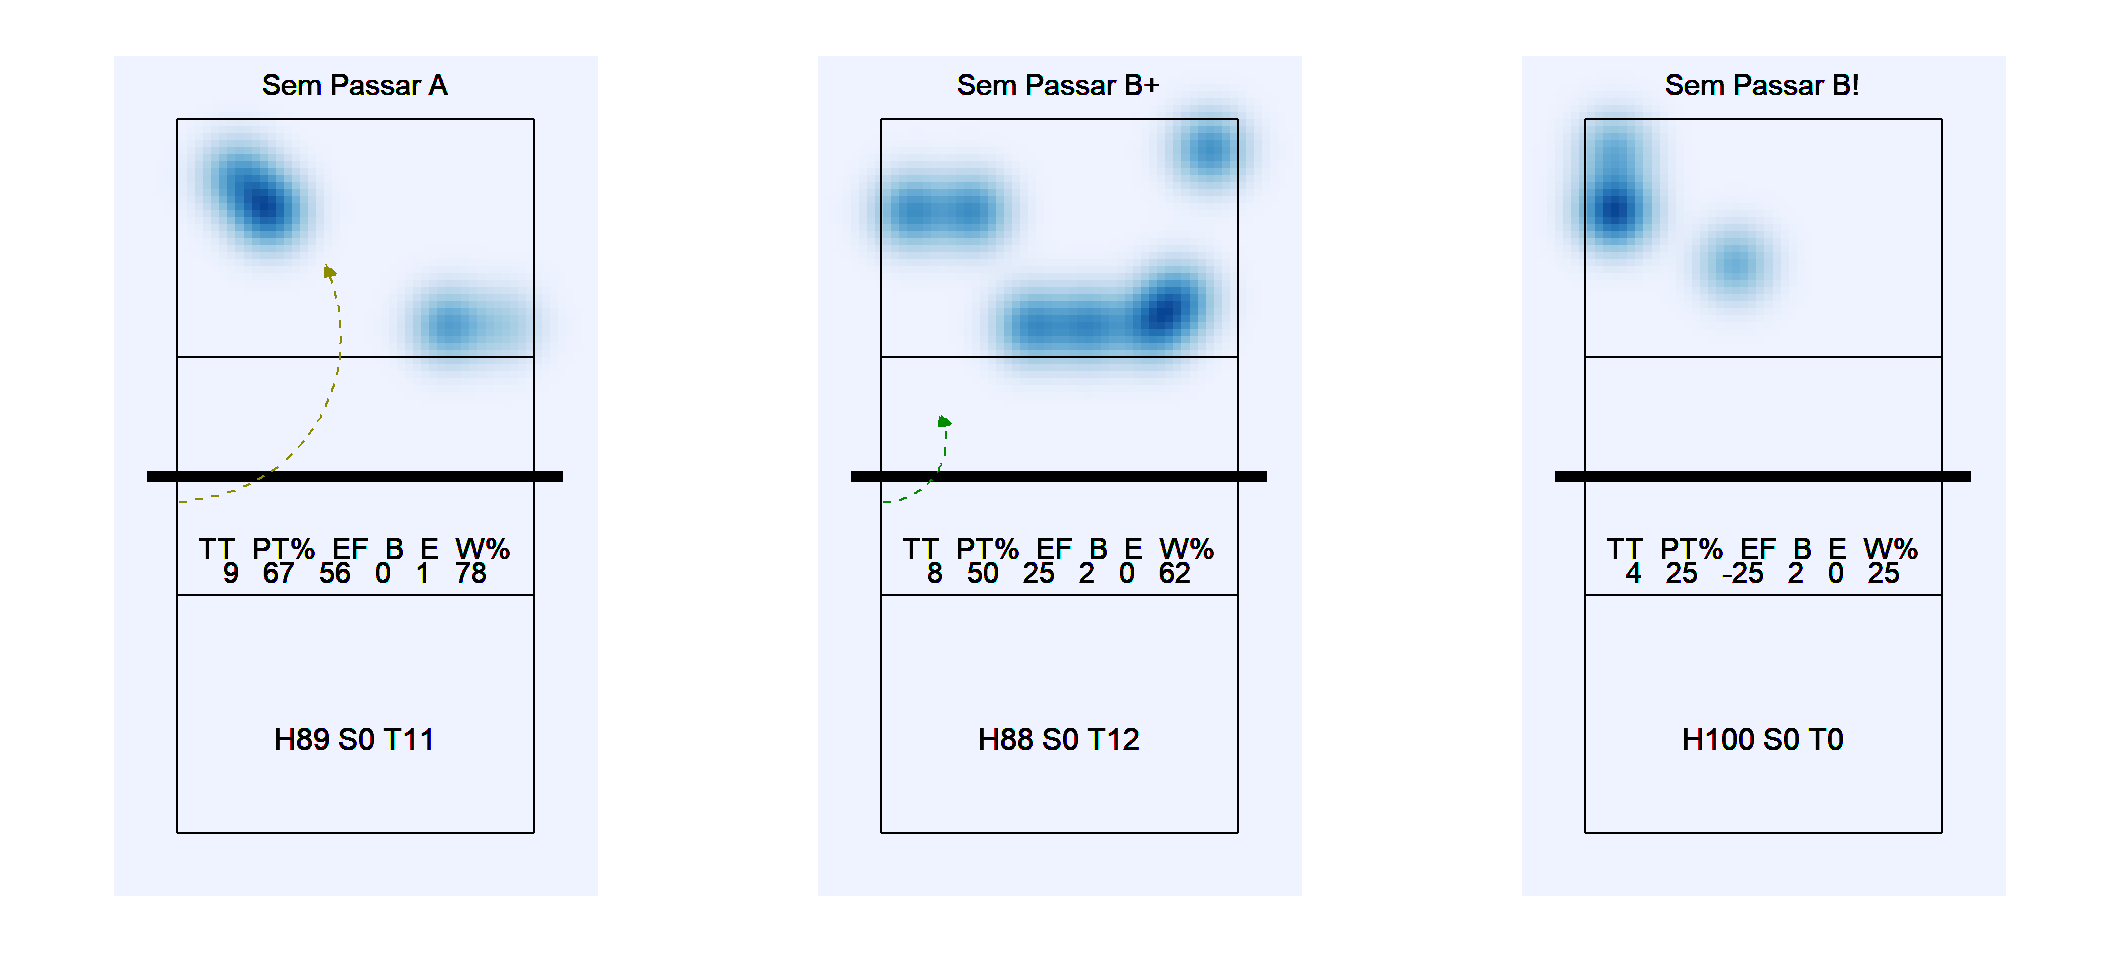 Sem Passar A
TT PT% EF B E W%
9 67 56 0 1 78
H89 S0 T11
Sem Passar B+
TT PT% EF B E W%
8 50 25 2 0 62
H88 S0 T12
Sem Passar B!
TT PT% EF B E W%
4 25 -25 2 0 25
H100 S0 T0